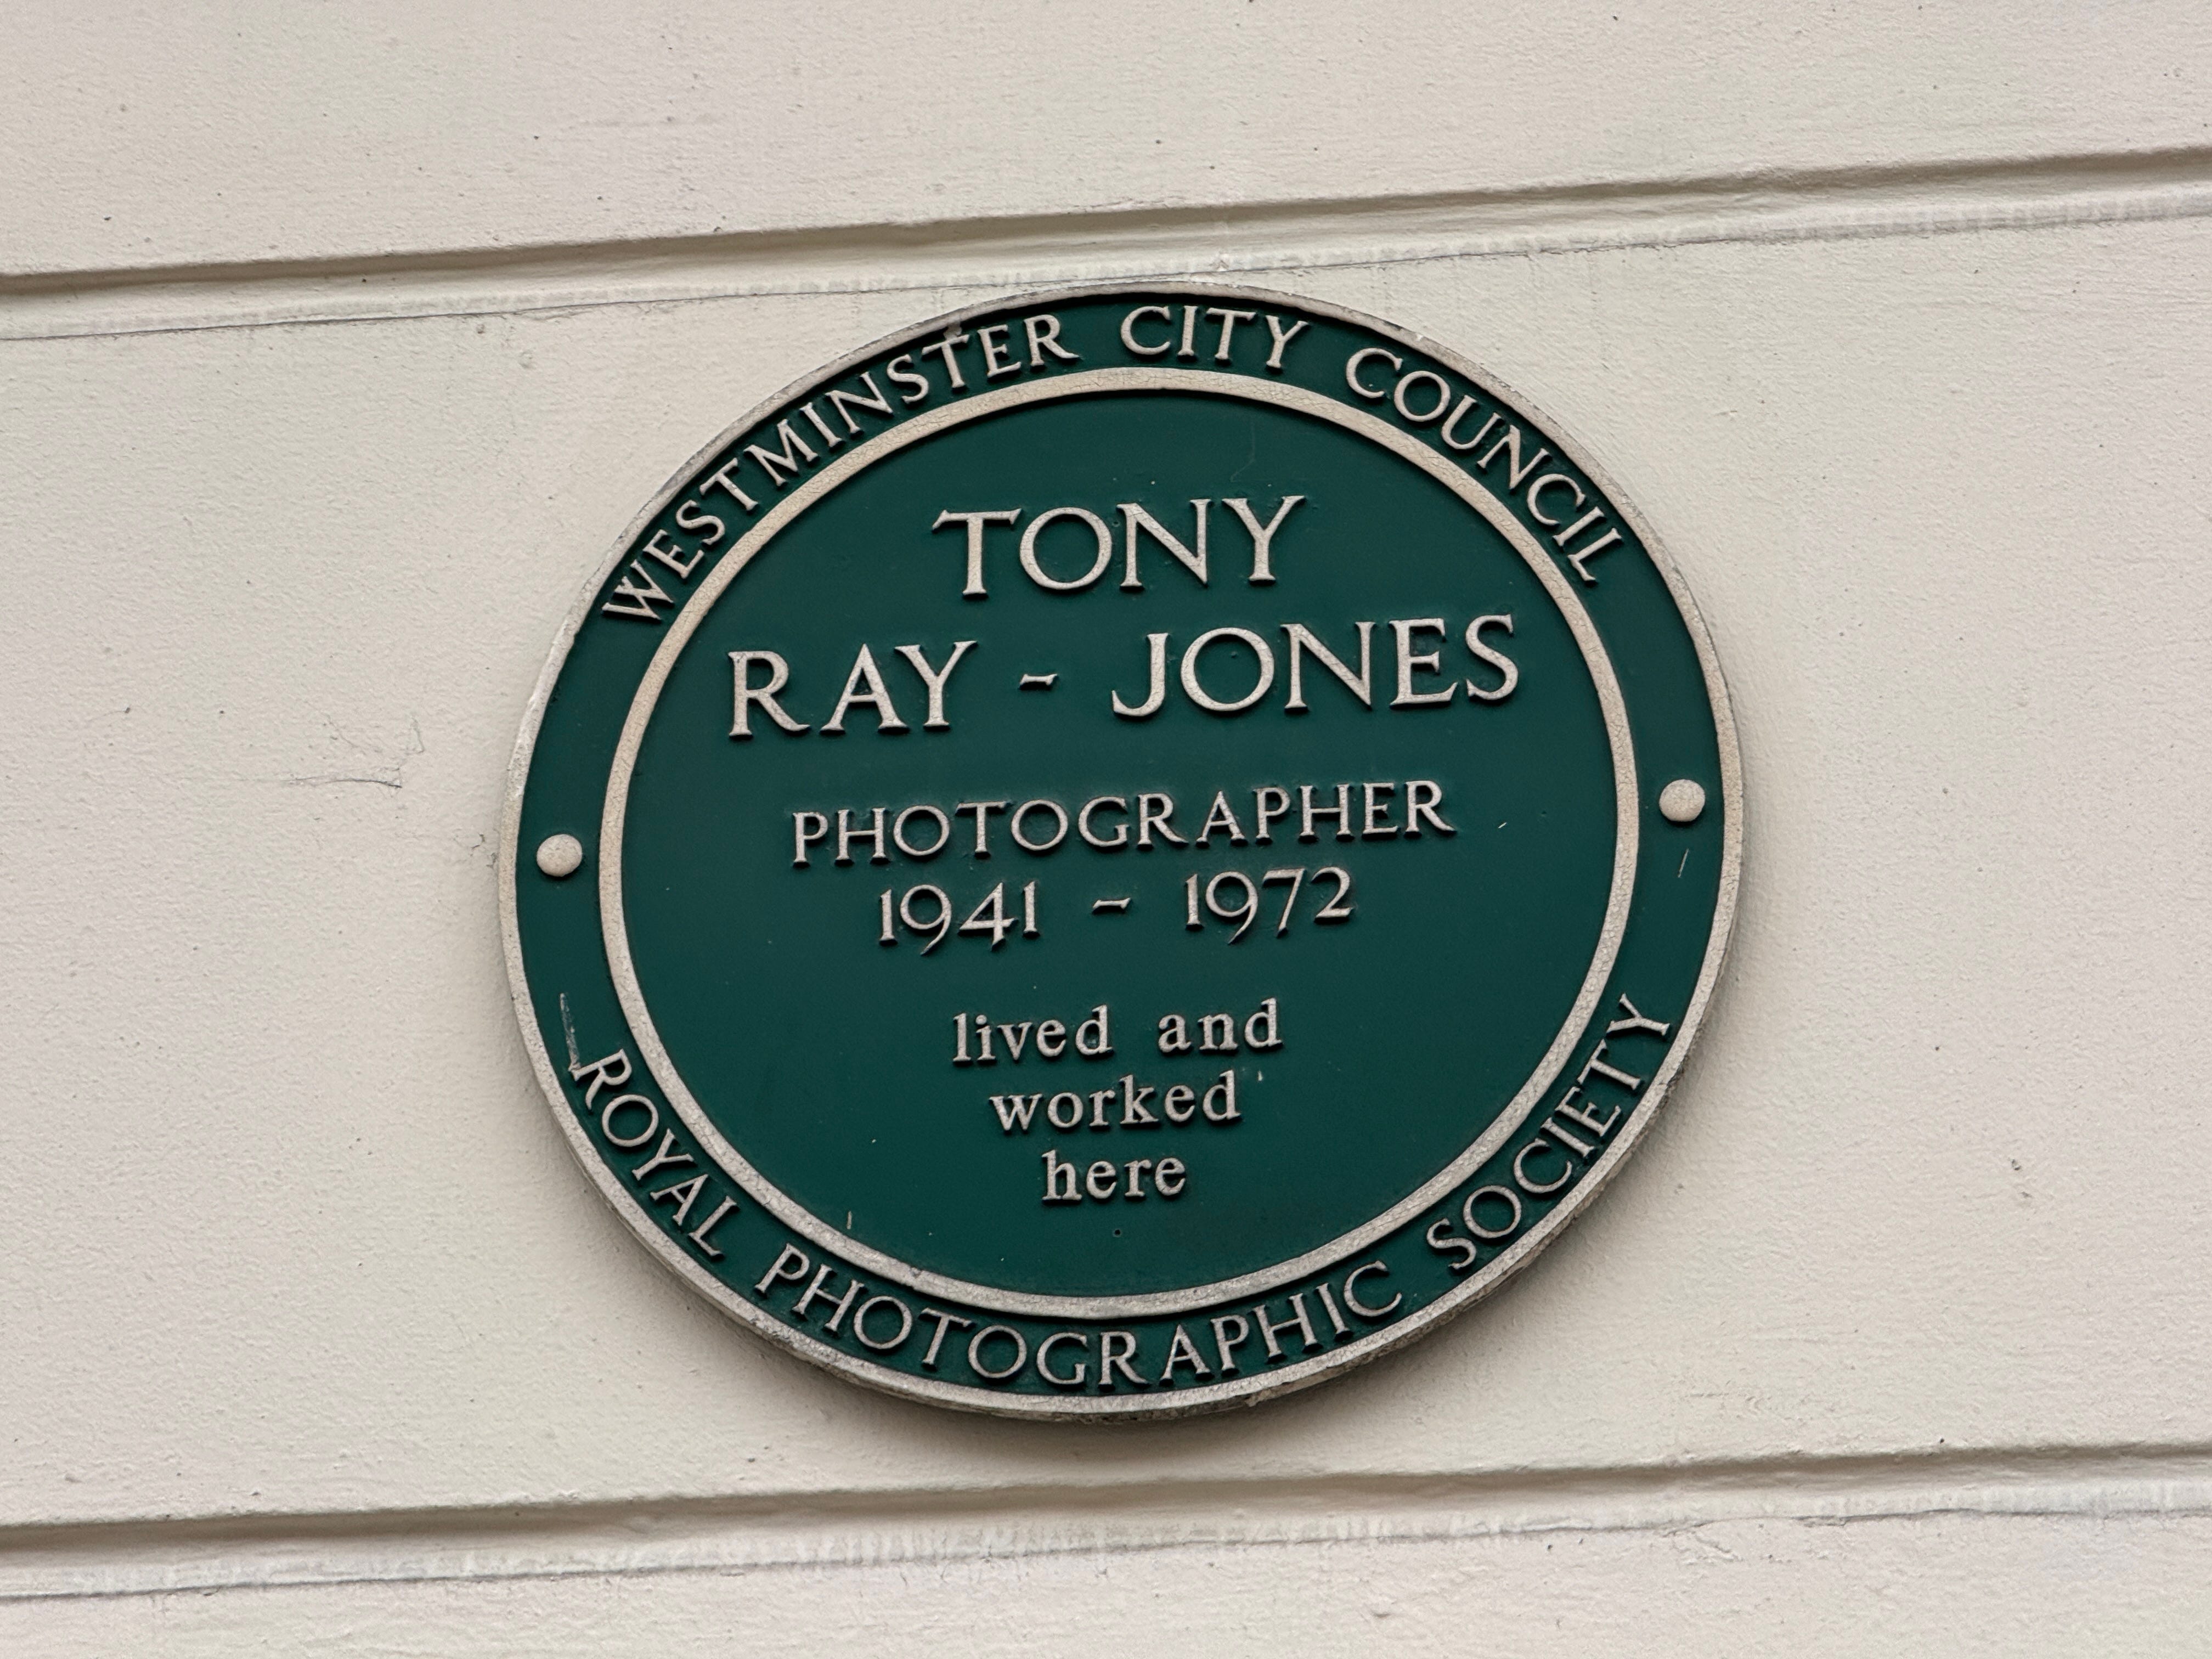 WESTMINSTER CITY COUNCIL
TONY
RAY - JONES
PHOTOGRAPHER
1941 - 1972
lived and
worked
here
ROYAL PHOTOGRAPHIC SOCIETY